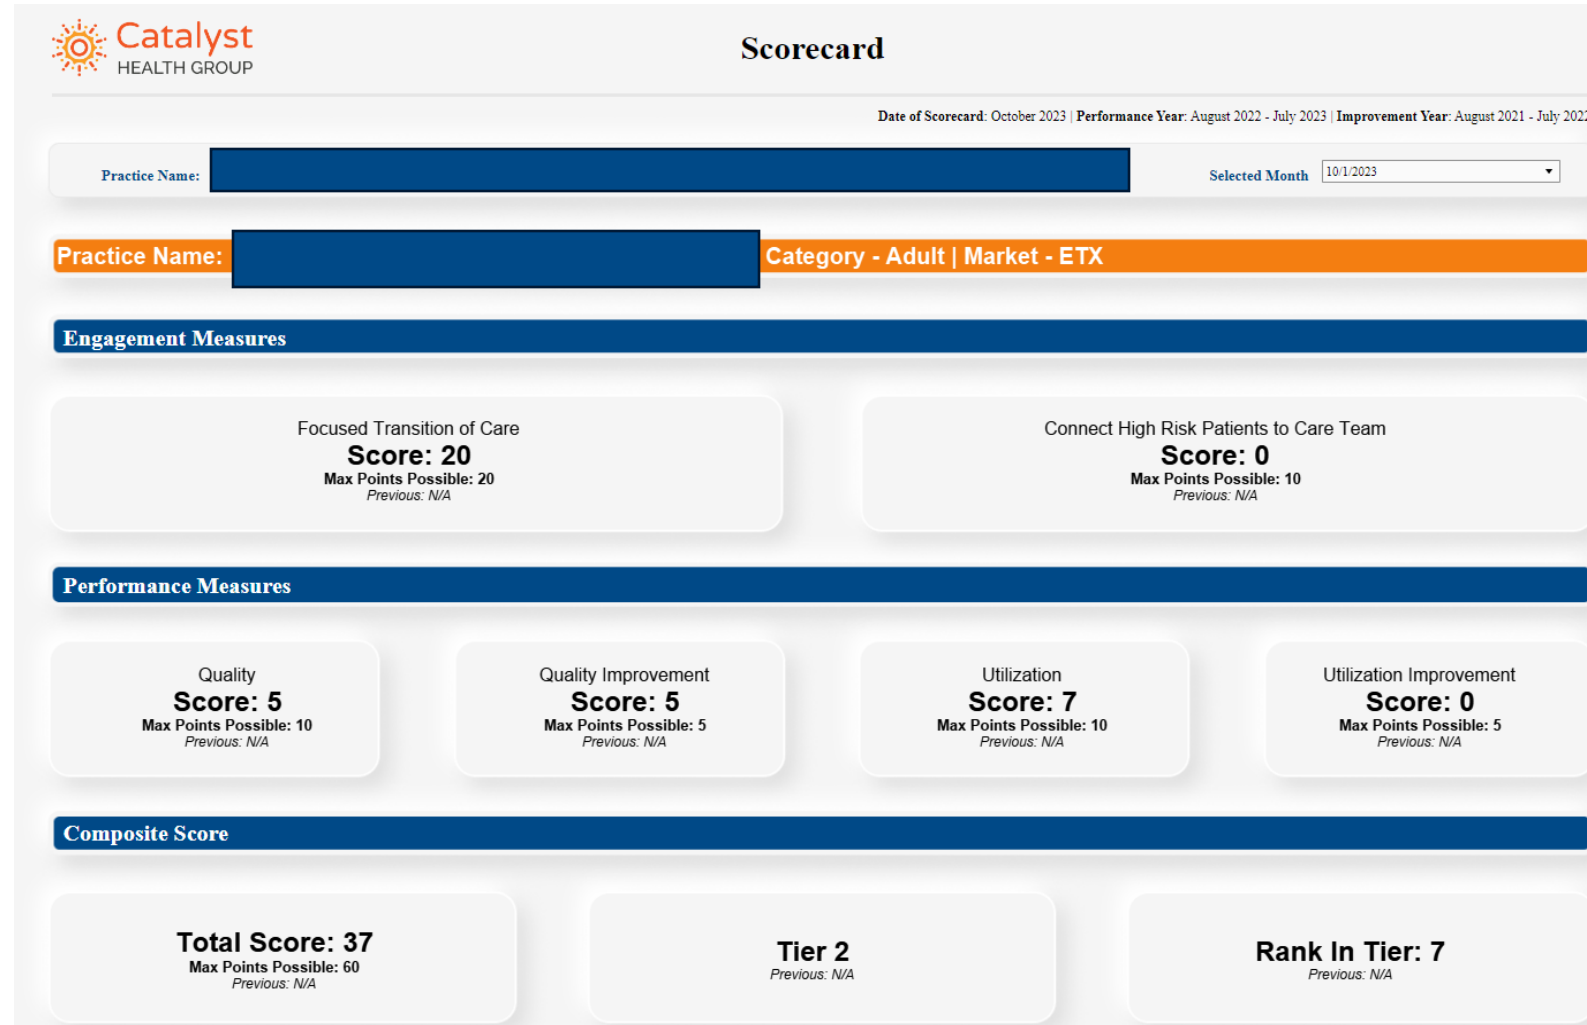 Catalyst
HEALTH GROUP
Scorecard
Date of Scorecard: October 2023 | Performance Year: August 2022 - July 2023 | Improvement Year: August 2021 - July 2022
Practice Name:
Selected Month
10/1/2023
Practice Name:
Category - Adult | Market - ETX
Engagement Measures
Focused Transition of Care
Score: 20
Max Points Possible: 20
Previous: N/A
Connect High Risk Patients to Care Team
Score: 0
Max Points Possible: 10
Previous: N/A
Performance Measures
Quality
Score: 5
Max Points Possible: 10
Previous: N/A
Quality Improvement
Score: 5
Max Points Possible: 5
Previous: N/A
Utilization
Score: 7
Max Points Possible: 10
Previous: N/A
Utilization Improvement
Score: 0
Max Points Possible: 5
Previous: N/A
Composite Score
Total Score: 37
Max Points Possible: 60
Previous: N/A
Tier 2
Previous: N/A
Rank In Tier: 7
Previous: N/A